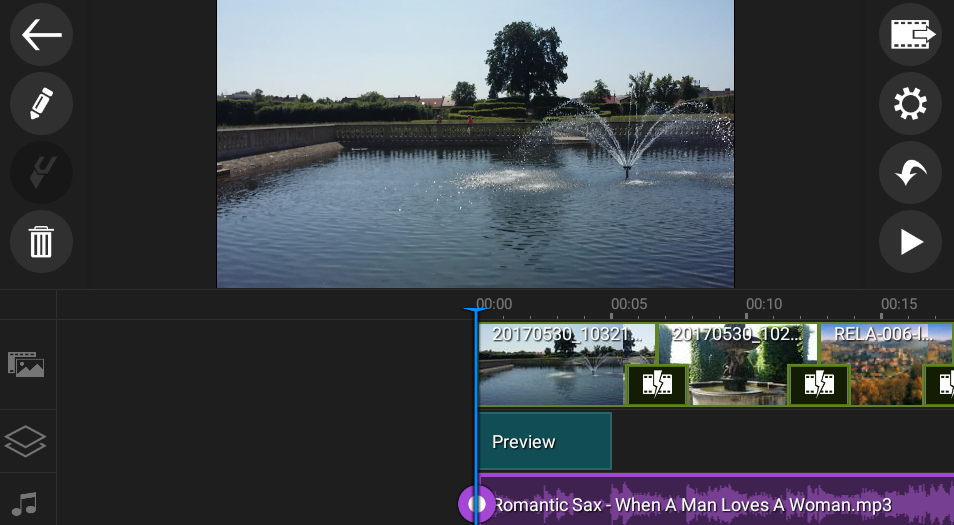 00:00 00:05 00:10 00:15
20170530_10321... 20170530_102... RELA-006-l...
Preview
Romantic Sax - When A Man Loves A Woman.mp3